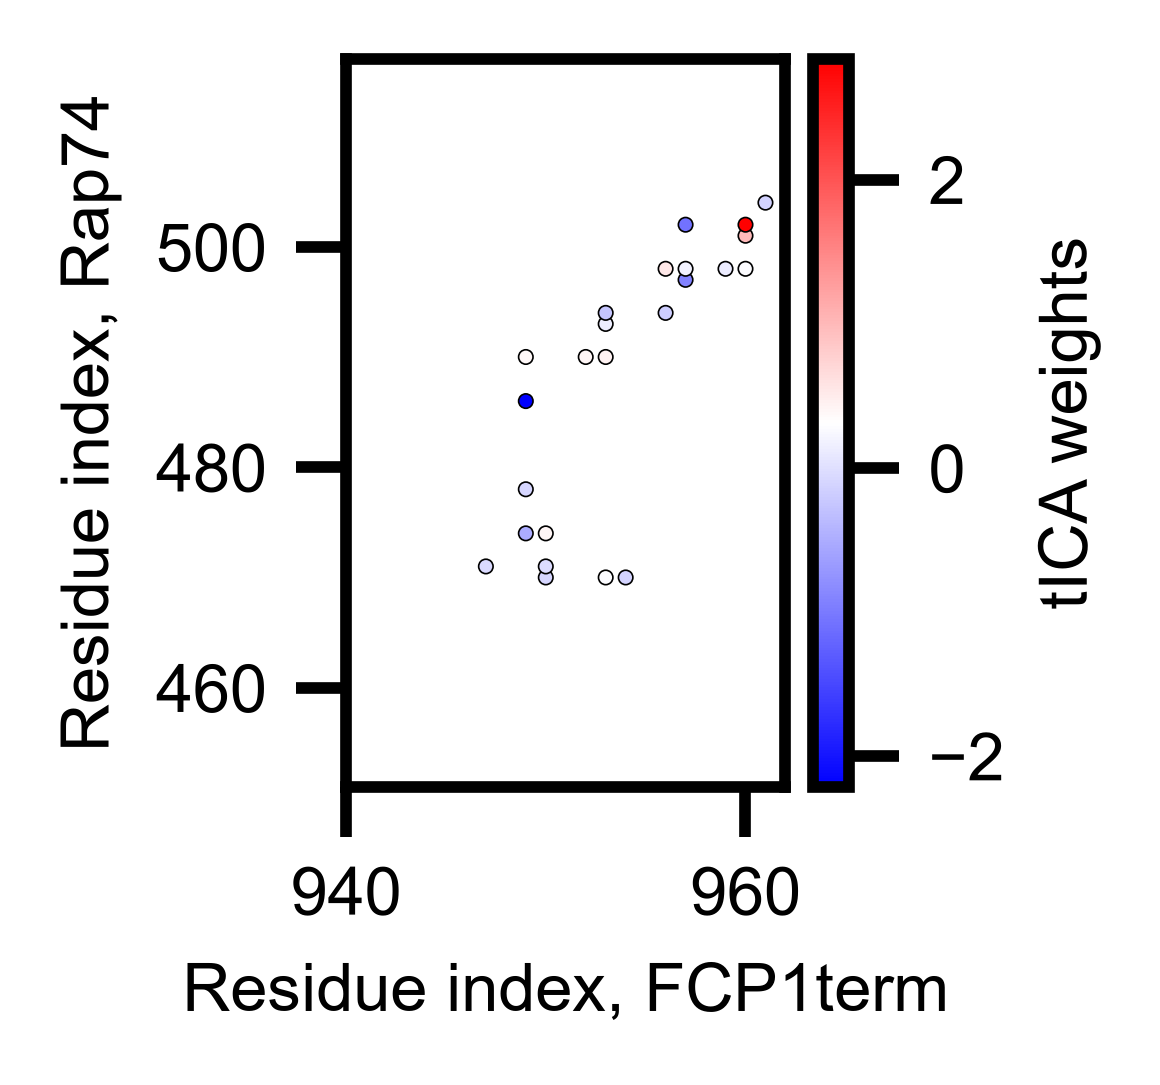 Residue index, Rap74
500
480
460
940
960
Residue index, FCP1term
2
0
−2
tICA weights